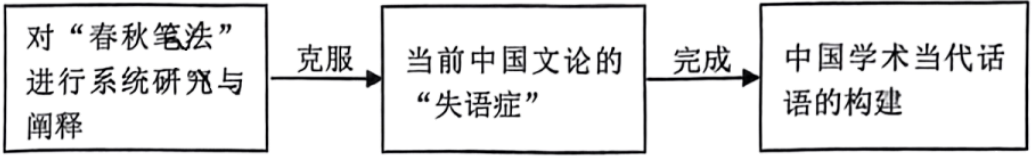 对“春秋笔法”
进行系统研究与
阐释
克服
当前中国文论的
“失语症”
完成
中国学术当代话
语的构建